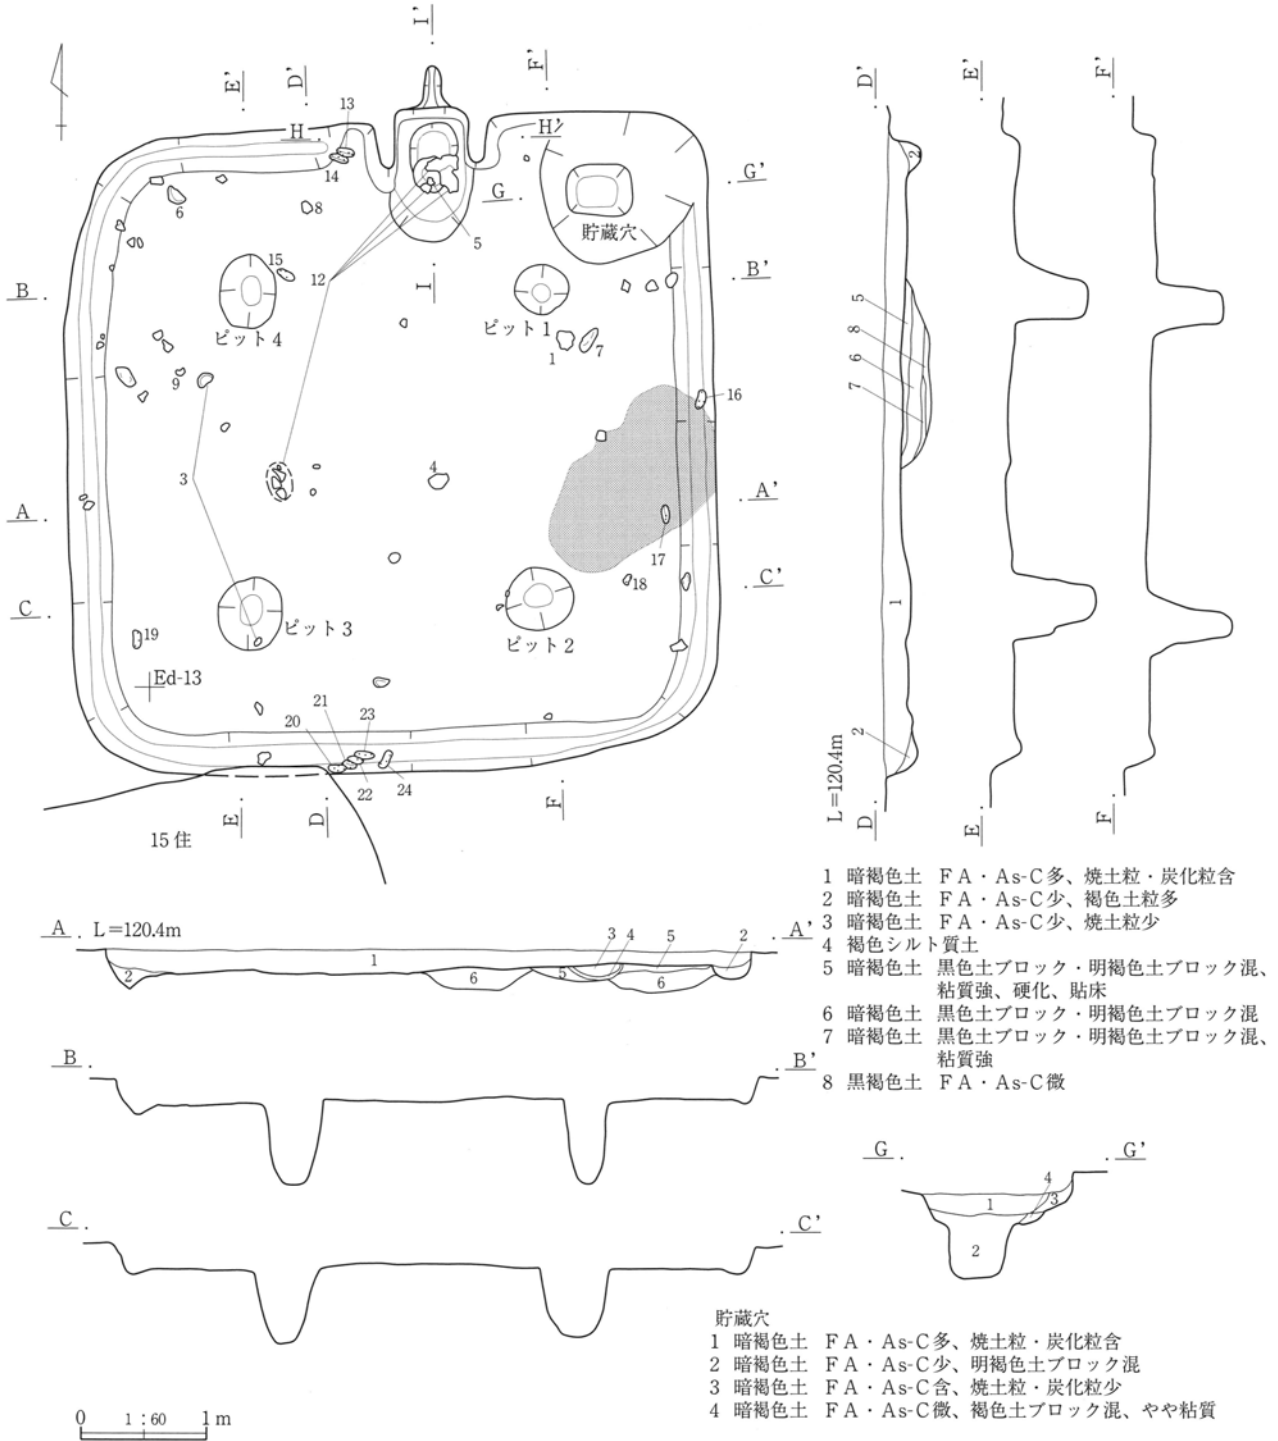 I'
F'
E'
D'
13
H
H'
14
G
G'
6
8
5
貯蔵穴
15
12
I
B
B'
ピット4
ピット1
1
7
9
16
3
4
A
A'
17
18
C
C'
19
ピット3
ピット2
Ed-13
21
23
20
22
24
E
D
F
15住
D'
E'
F'
2
5
8
6
7
1
2
L=120.4m
D
E
F
1 暗褐色土 FA・As-C多、焼土粒・炭化粒含
2 暗褐色土 FA・As-C少、褐色土粒多
3 暗褐色土 FA・As-C少、焼土粒少
4 褐色シルト質土
5 暗褐色土 黒色土ブロック・明褐色土ブロック混、
粘質強、硬化、貼床
6 暗褐色土 黒色土ブロック・明褐色土ブロック混
7 暗褐色土 黒色土ブロック・明褐色土ブロック混、
粘質強
8 黒褐色土 FA・As-C微
A L=120.4m
A'
3 4 5 2
1
2
6
5
6
B
B'
C
C'
G
G'
4
1
3
2
貯蔵穴
1 暗褐色土 FA・As-C多、焼土粒・炭化粒含
2 暗褐色土 FA・As-C少、明褐色土ブロック混
3 暗褐色土 FA・As-C含、焼土粒・炭化粒少
4 暗褐色土 FA・As-C微、褐色土ブロック混、やや粘質
0 1:60 1m